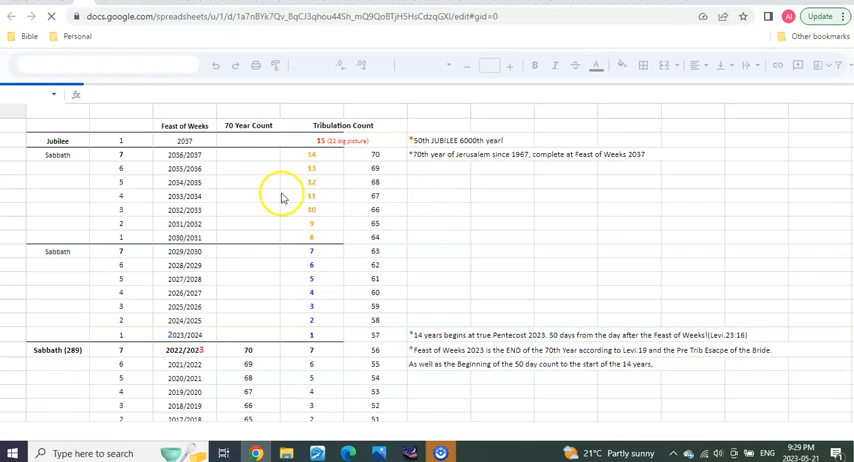 docs.google.com/spreadsheets/u/1/d/1a7nBYk7Qv_8qCJ3qhou44Sh_mQ9QoBTjH5HsCdzqGXI/edit#gid=0
AI
Update
Bible
Personal
Other bookmarks
.0
.00
B
I
S
A
fx
Feast of Weeks 70 Year Count Tribulation Count
Jubilee 1 2037 15 (22 big picture) *50th JUBILEE 6000th year!
Sabbath 7 2036/2037 14 70 *70th year of Jerusalem since 1967, complete at Feast of Weeks 2037
6 2035/2036 13 69
5 2034/2035 12 68
4 2033/2034 11 67
3 2032/2033 10 66
2 2031/2032 9 65
1 2030/2031 8 64
Sabbath 7 2029/2030 7 63
6 2028/2029 6 62
5 2027/2028 5 61
4 2026/2027 4 60
3 2025/2026 3 59
2 2024/2025 2 58
1 2023/2024 1 57 *14 years begins at true Pentecost 2023. 50 days from the day after the Feast of Weeks!(Levi.23:16)
Sabbath (289) 7 2022/2023 70 7 56 *Feast of Weeks 2023 is the END of the 70th Year according to Levi.19 and the Pre Trib Esacpe of the Bride.
6 2021/2022 69 6 55 As well as the Beginning of the 50 day count to the start of the 14 years,
5 2020/2021 68 5 54
4 2019/2020 67 4 53
3 2018/2019 66 3 52
2 2017/2018 65 2 51
Type here to search
21°C Partly sunny
ENG
9:29 PM
2023-05-21